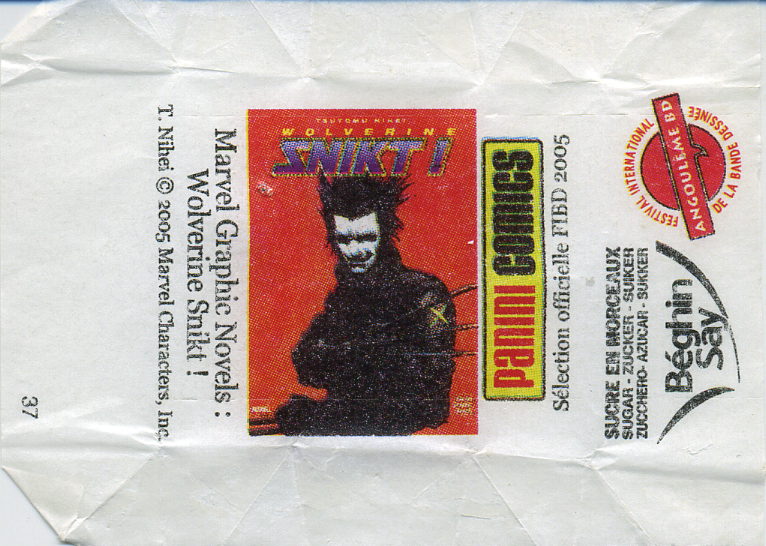 TSUTOMU NIHEI
WOLVERINE
SNIKT !
Marvel Graphic Novels :
Wolverine Snikt !
T. Nihei © 2005 Marvel Characters, Inc.
37
PANINI COMICS
Sélection officielle FIBD 2005
FESTIVAL INTERNATIONAL
ANGOULÊME BD
DE LA BANDE DESSINÉE
Béghin
Say
SUCRE EN MORCEAUX
SUGAR - ZUCKER - SUIKER
ZUCCHERO- AZUCAR - SUKKER